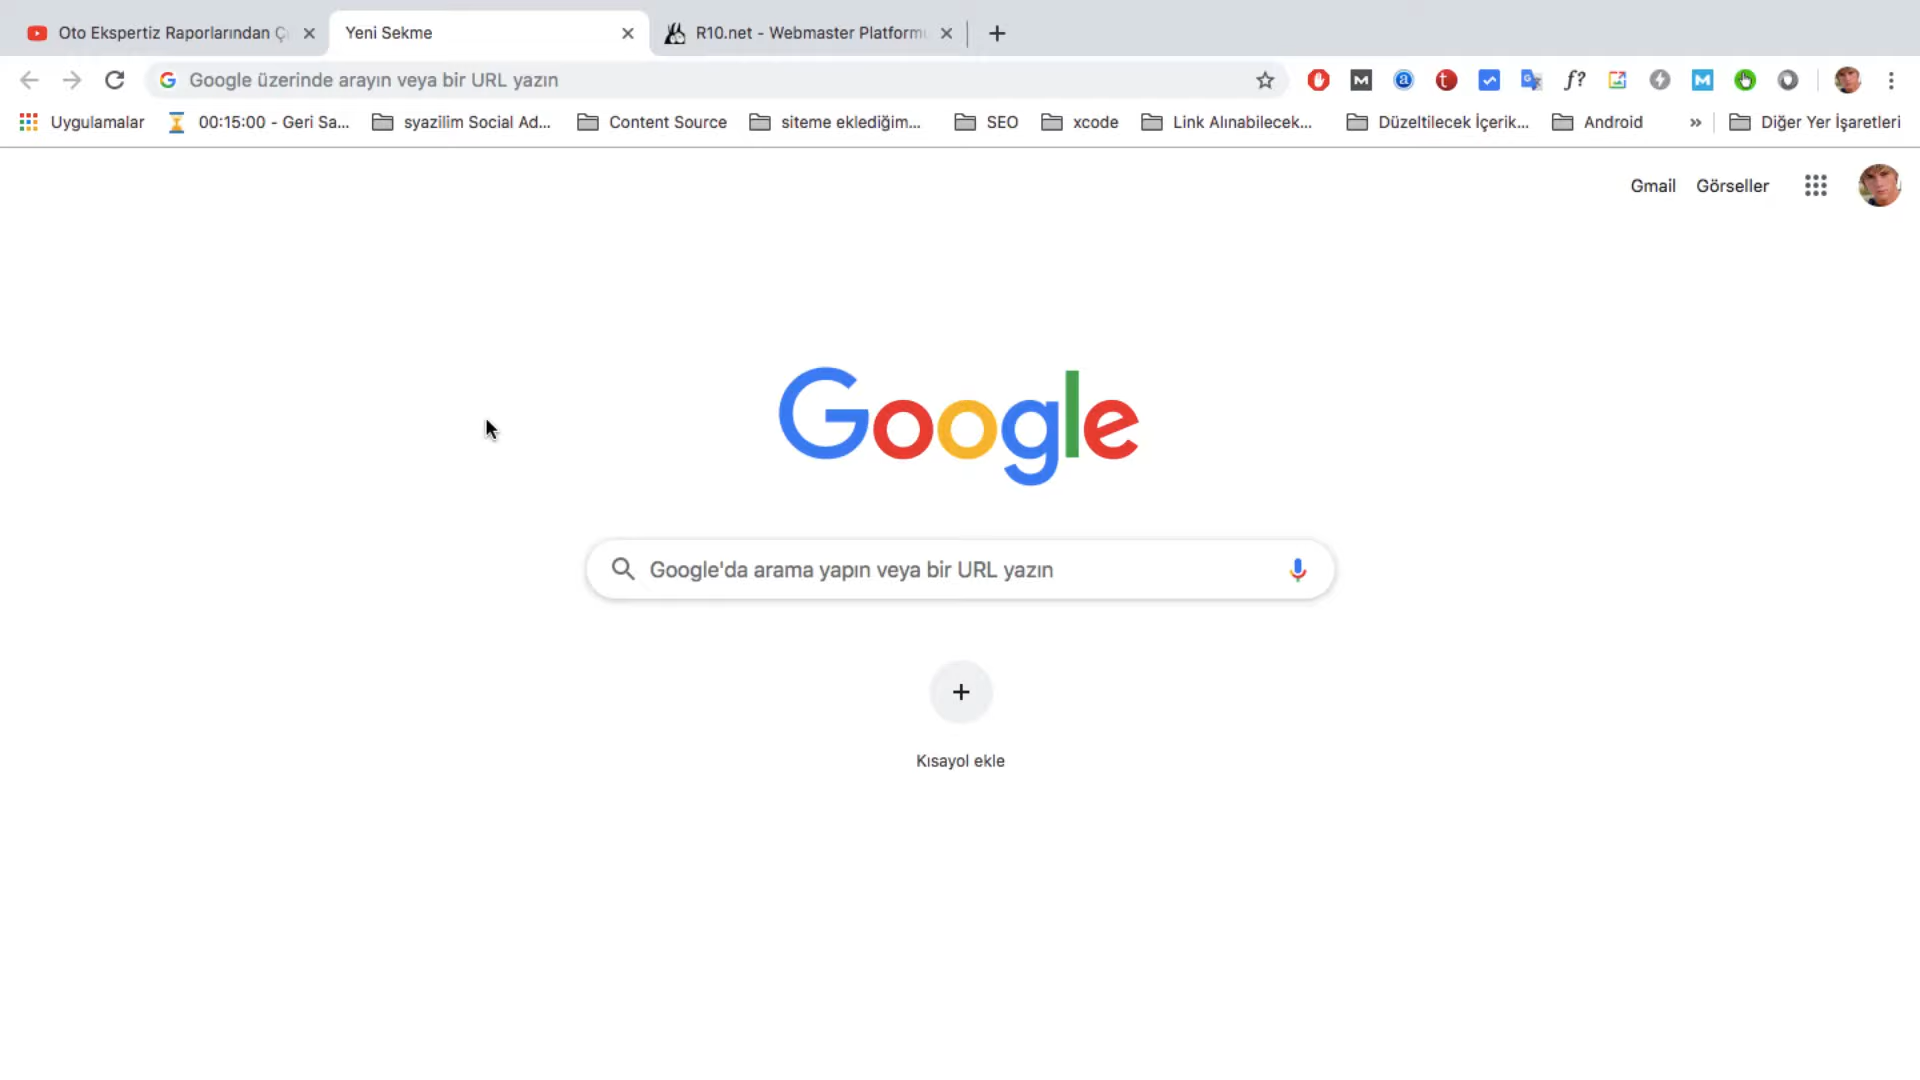 Oto Ekspertiz Raporlarından Ç
Yeni Sekme
R10.net - Webmaster Platformu
Google üzerinde arayın veya bir URL yazın
Uygulamalar
00:15:00 - Geri Sa...
syazilim Social Ad...
Content Source
siteme eklediğim...
SEO
xcode
Link Alınabilecek...
Düzeltilecek İçerik...
Android
»
Diğer Yer İşaretleri
Gmail
Görseller
Google
Google'da arama yapın veya bir URL yazın
Kısayol ekle